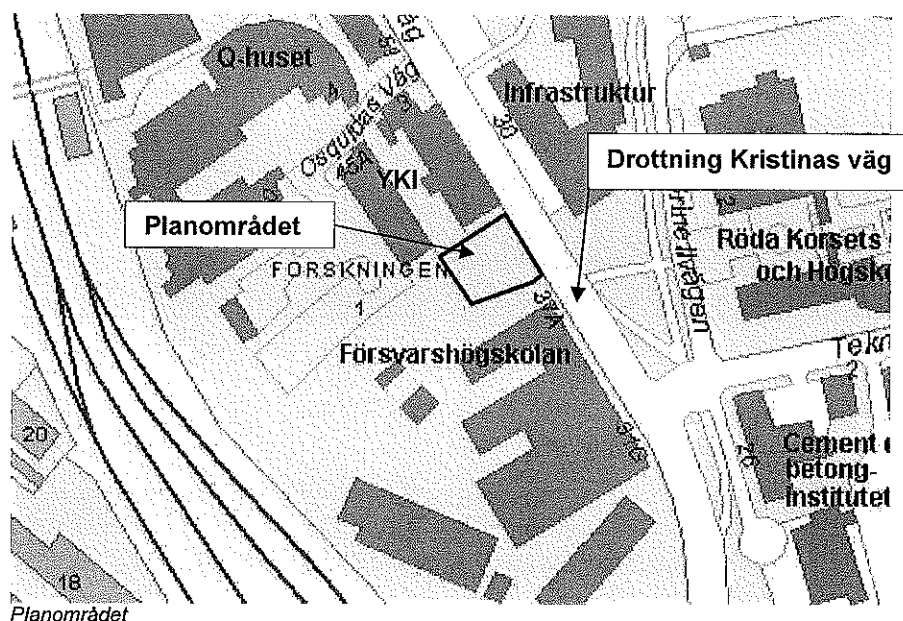 Q-huset
Osquldas Väg
Infrastruktur
30
Drottning Kristinas väg
YKI
45A
Planområdet
FORSKNINGEN
1
Röda Korsets
och Högsk
Försvarshögskolan
Tekn
2
Cement
betong-
institutet
20
18
Planområdet